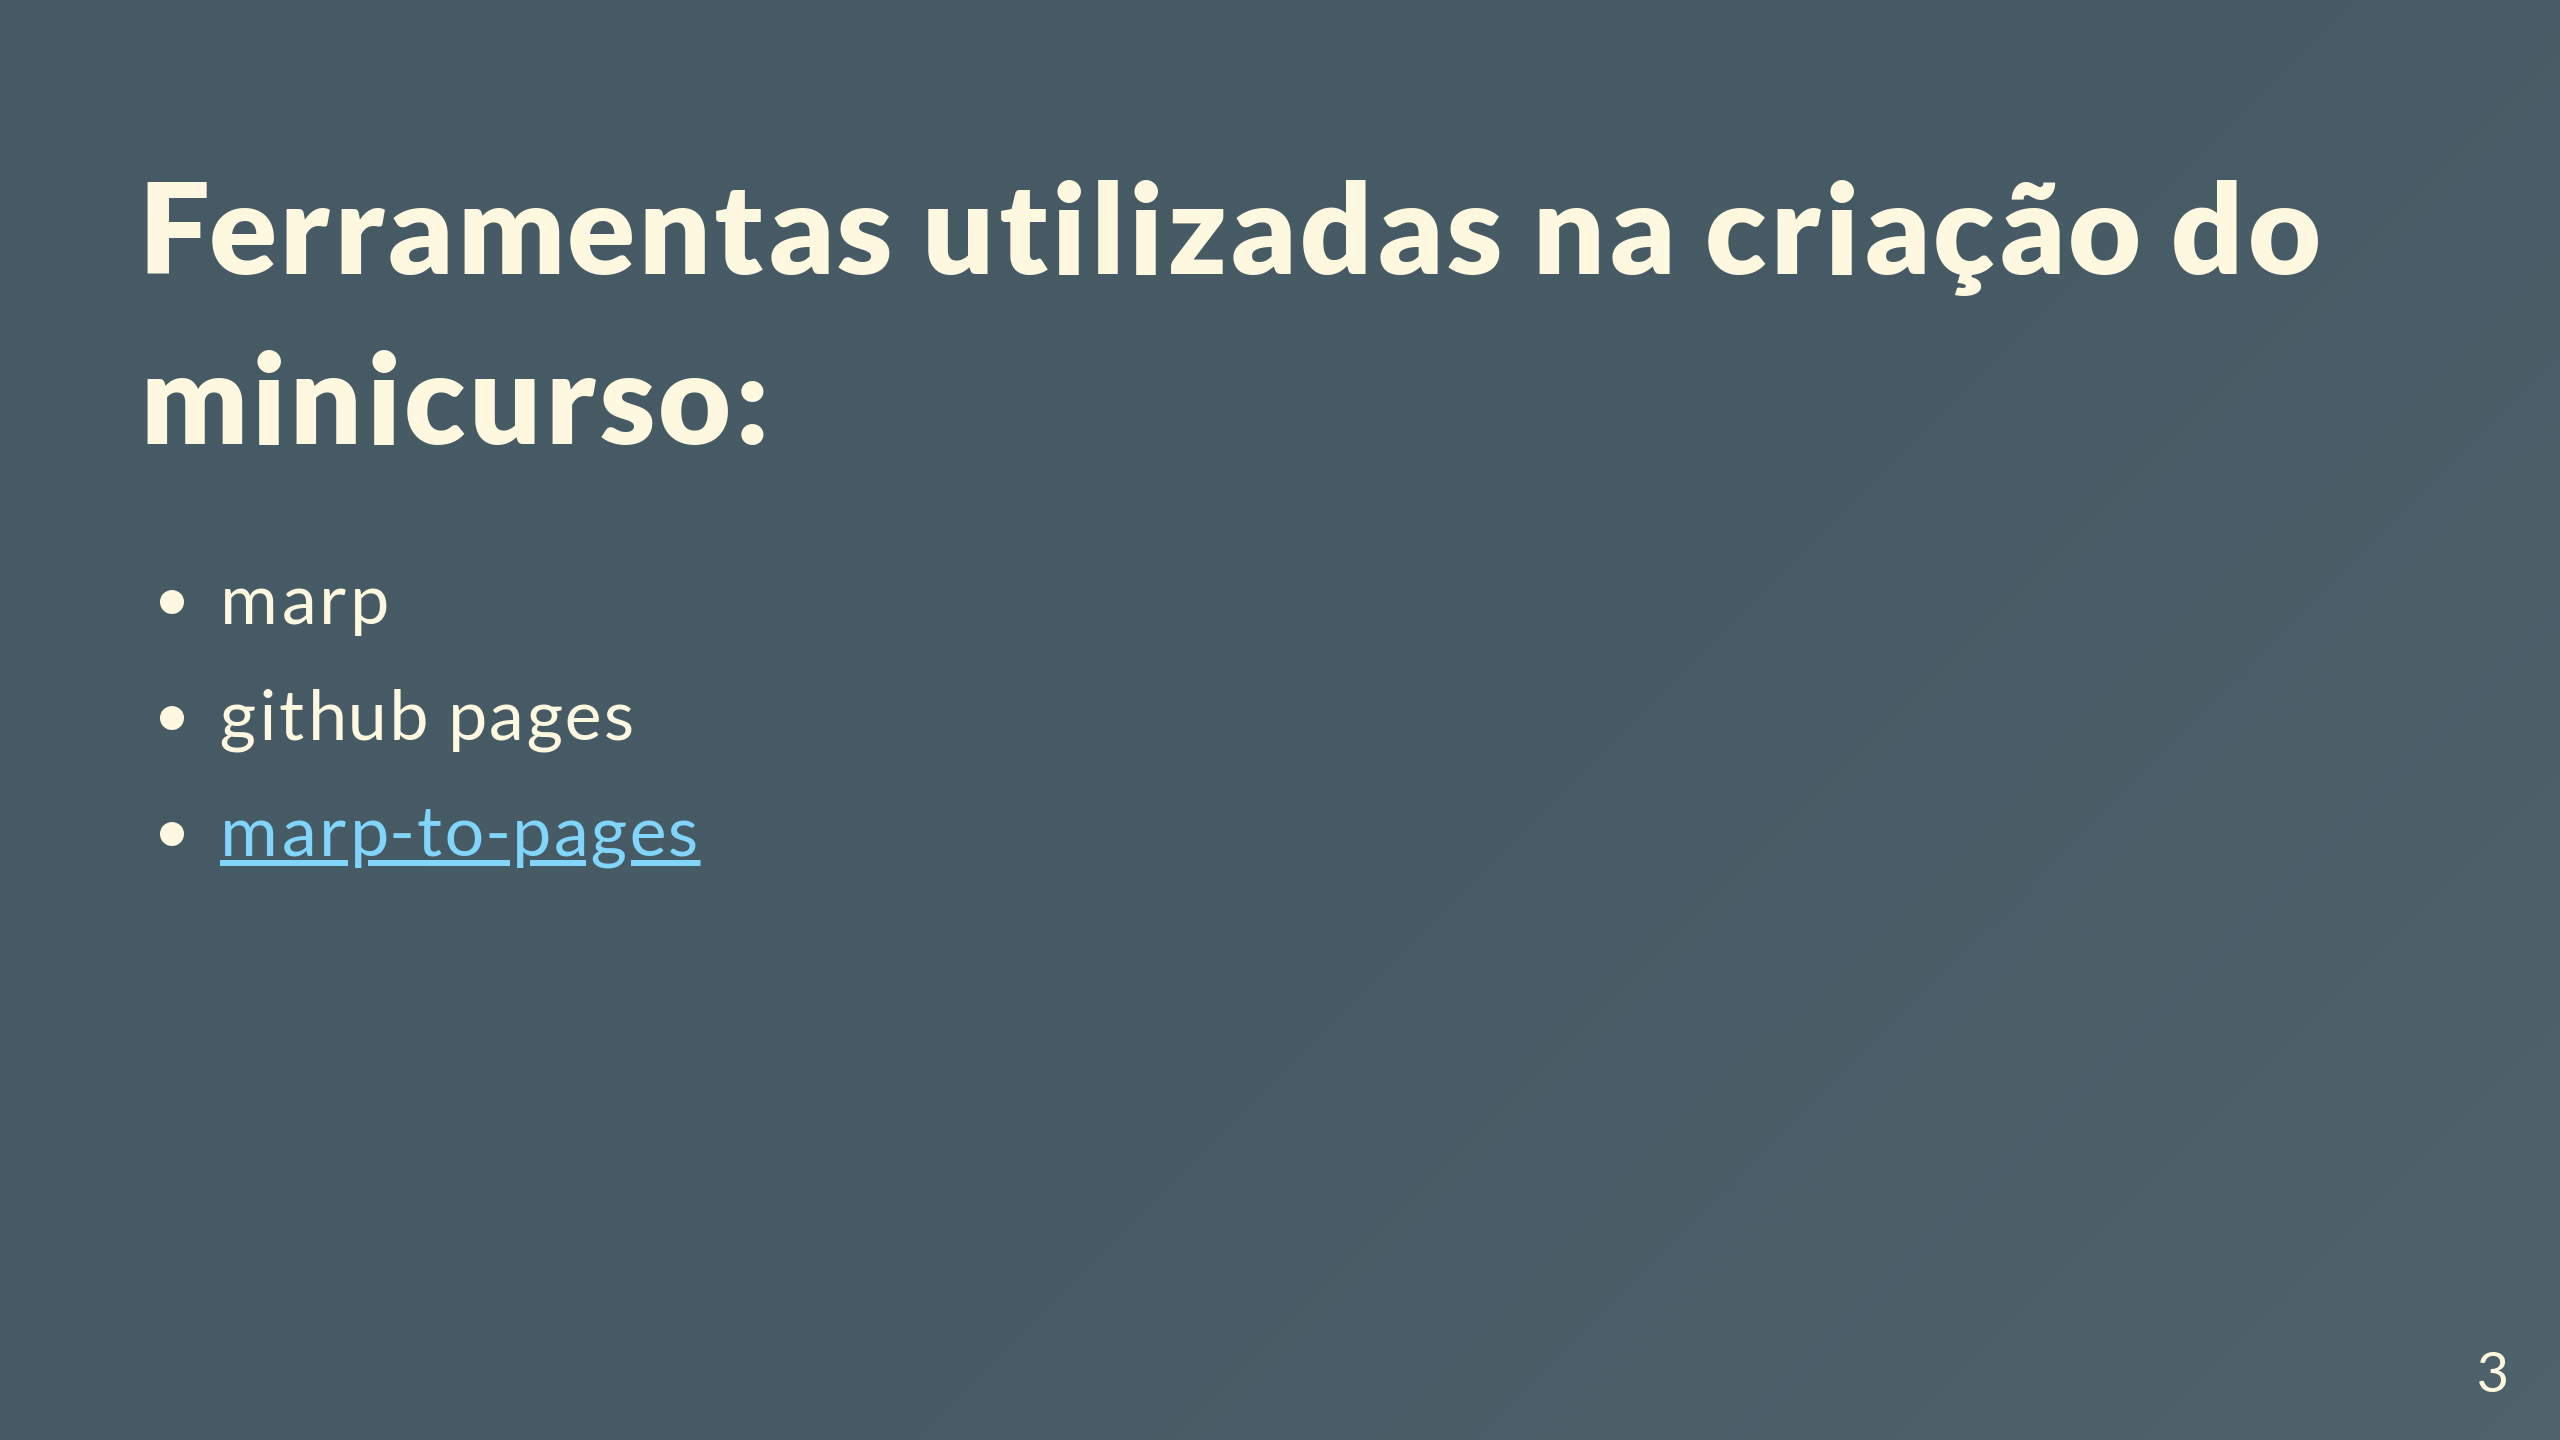 Ferramentas utilizadas na criação do
minicurso:
marp
github pages
marp-to-pages
3